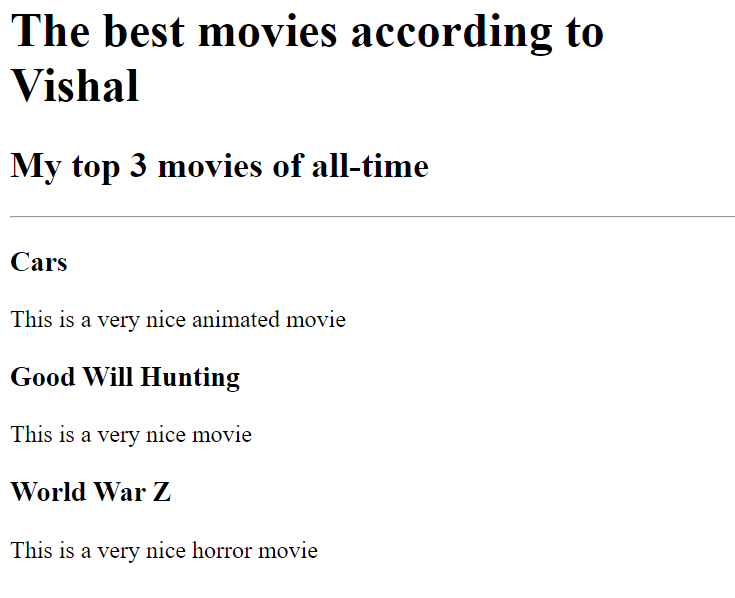 The best movies according to
Vishal
My top 3 movies of all-time
Cars
This is a very nice animated movie
Good Will Hunting
This is a very nice movie
World War Z
This is a very nice horror movie